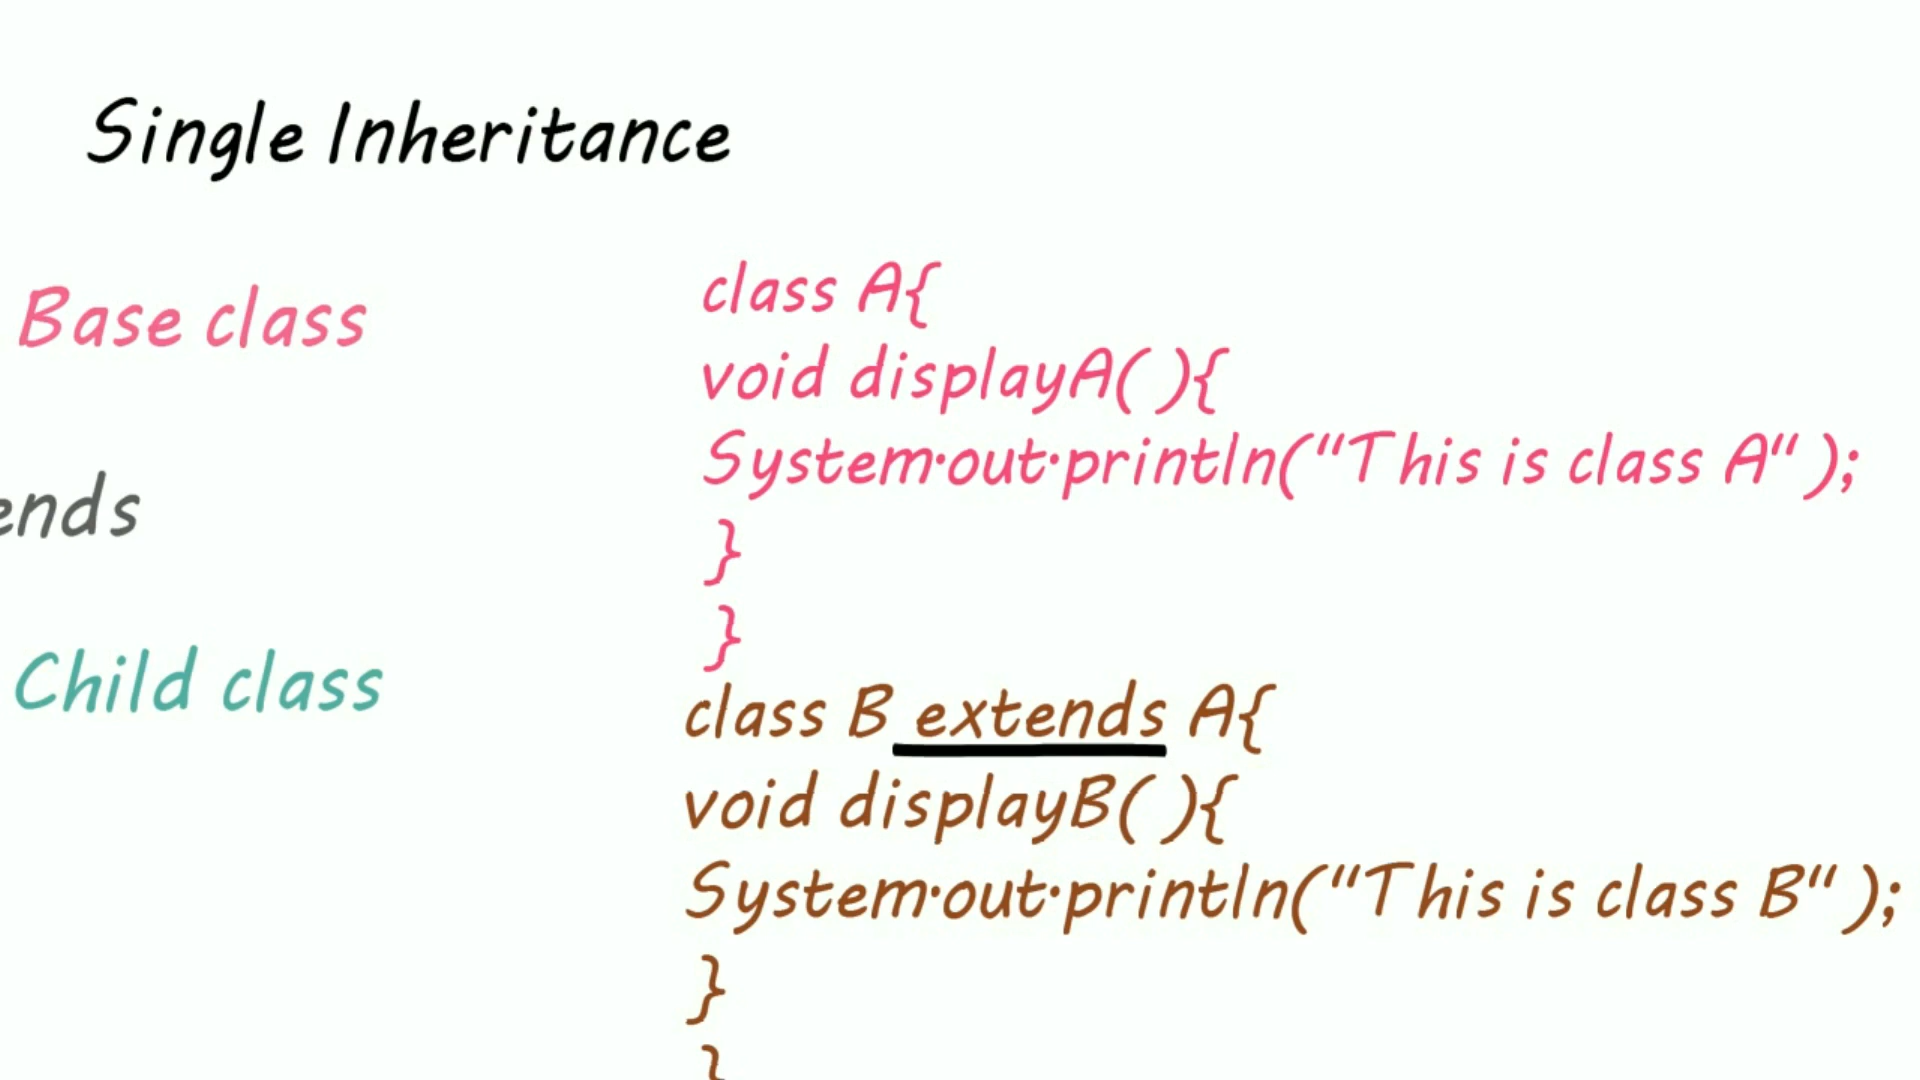 Single Inheritance
Base class
ends
Child class
class A{
void displayA( ){
System.out.println("This is class A" );
}
}
class B extends A{
void displayB( ){
System.out.println("This is class B" );
}
}